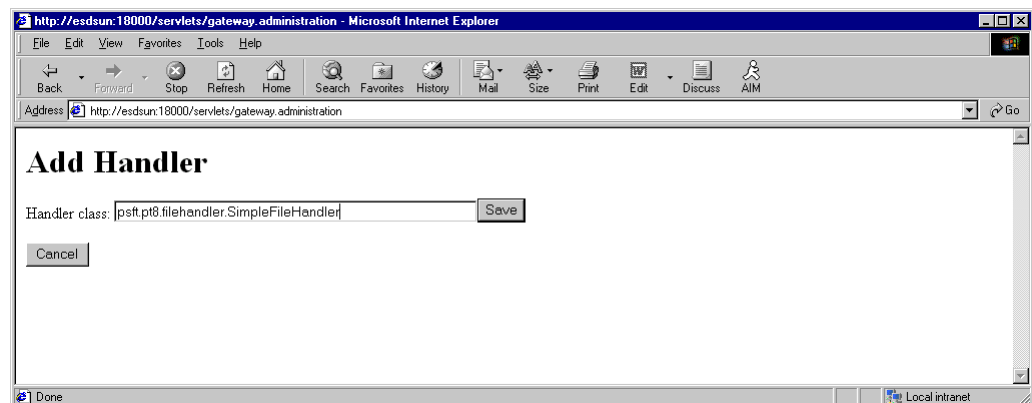 http://esdsun:18000/servlets/gateway.administration - Microsoft Internet Explorer
File Edit View Favorites Tools Help
Back Forward Stop Refresh Home Search Favorites History Mail Size Print Edit Discuss AIM
Address http://esdsun:18000/servlets/gateway.administration Go
Add Handler
Handler class: psft.pt8.filehandler.SimpleFileHandler Save
Cancel
Done Local intranet